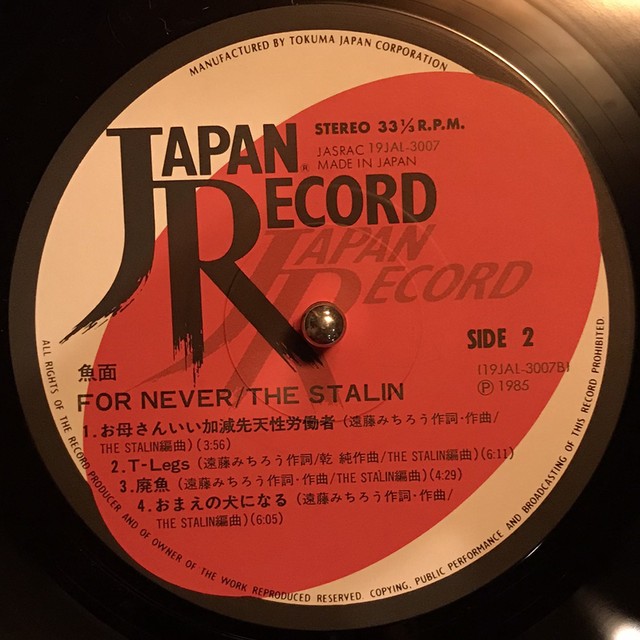 MANUFACTURED BY TOKUMA JAPAN CORPORATION
JAPAN
RECORD
®
STEREO 33 1/3 R.P.M.
JASRAC 19JAL-3007
MADE IN JAPAN
JAPAN
RECORD
SIDE 2
(19JAL-3007B)
Ⓟ 1985
魚面
FOR NEVER/THE STALIN
1.お母さんいい加減先天性労働者(遠藤みちろう作詞・作曲/
THE STALIN編曲)(3:56)
2.T-Legs(遠藤みちろう作詞/乾 純作曲/THE STALIN編曲)(6:11)
3.廃魚(遠藤みちろう作詞・作曲/THE STALIN編曲)(4:29)
4.おまえの犬になる(遠藤みちろう作詞・作曲/
THE STALIN編曲)(6:05)
ALL RIGHTS OF THE RECORD PRODUCER AND OF OWNER OF THE WORK REPRODUCED RESERVED. COPYING, PUBLIC PERFORMANCE AND BROADCASTING OF THIS RECORD PROHIBITED.